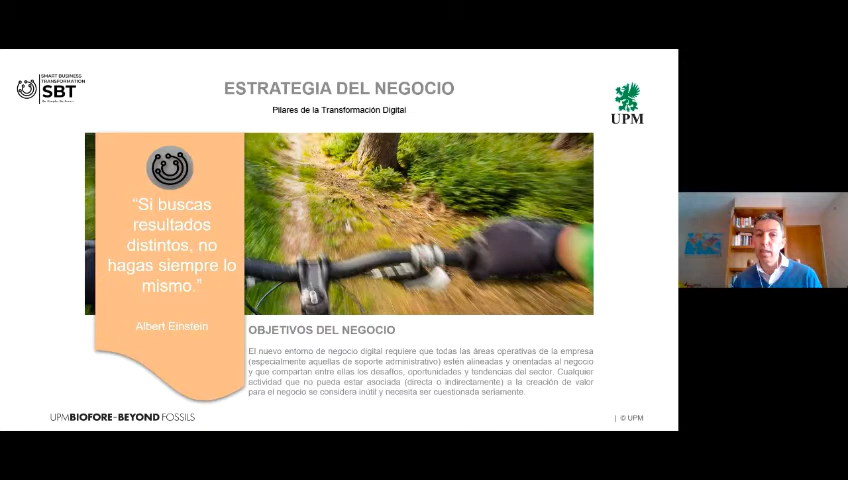 SMART BUSINESS
TRANSFORMATION
SBT
ESTRATEGIA DEL NEGOCIO
Pilares de la Transformación Digital
UPM
“Si buscas
resultados
distintos, no
hagas siempre lo
mismo.”
Albert Einstein
OBJETIVOS DEL NEGOCIO
El nuevo entorno de negocio digital requiere que todas las áreas operativas de la empresa
(especialmente aquellas de soporte administrativo) estén alineadas y orientadas al negocio
y que compartan entre ellas los desafíos, oportunidades y tendencias del sector. Cualquier
actividad que no pueda estar asociada (directa o indirectamente) a la creación de valor
para el negocio se considera inútil y necesita ser cuestionada seriamente.
UPM BIOFORE-BEYOND FOSSILS
| © UPM